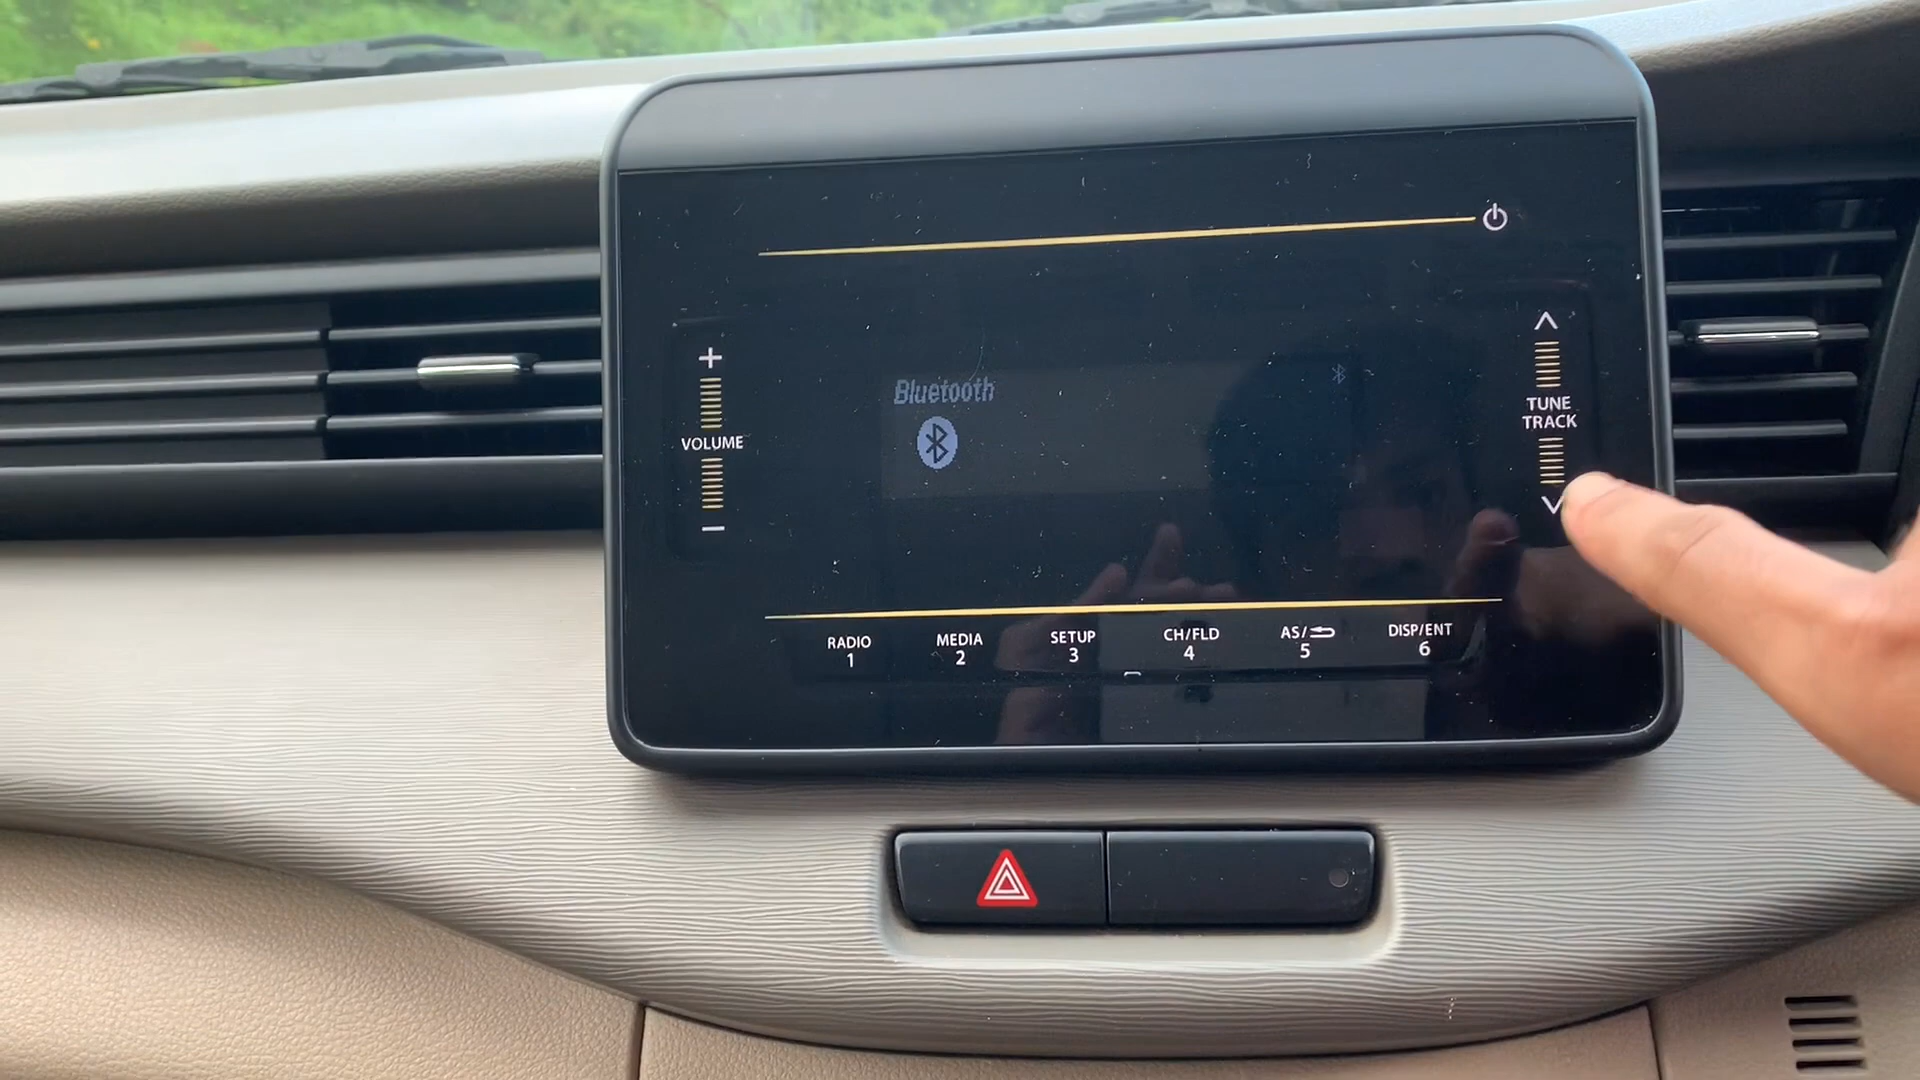 Bluetooth
+
VOLUME
−
TUNE
TRACK
RADIO
1
MEDIA
2
SETUP
3
CH/FLD
4
AS/
5
DISP/ENT
6